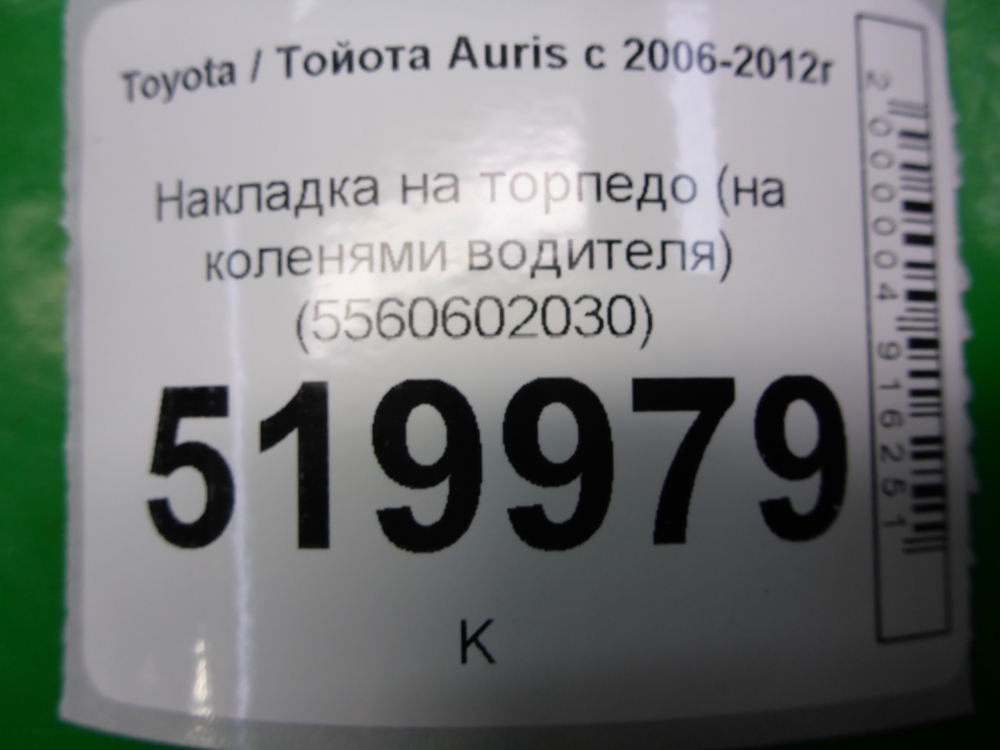 Toyota / Тойота Auris с 2006-2012г
Накладка на торпедо (на
коленями водителя)
(5560602030)
519979
К
2000004916251